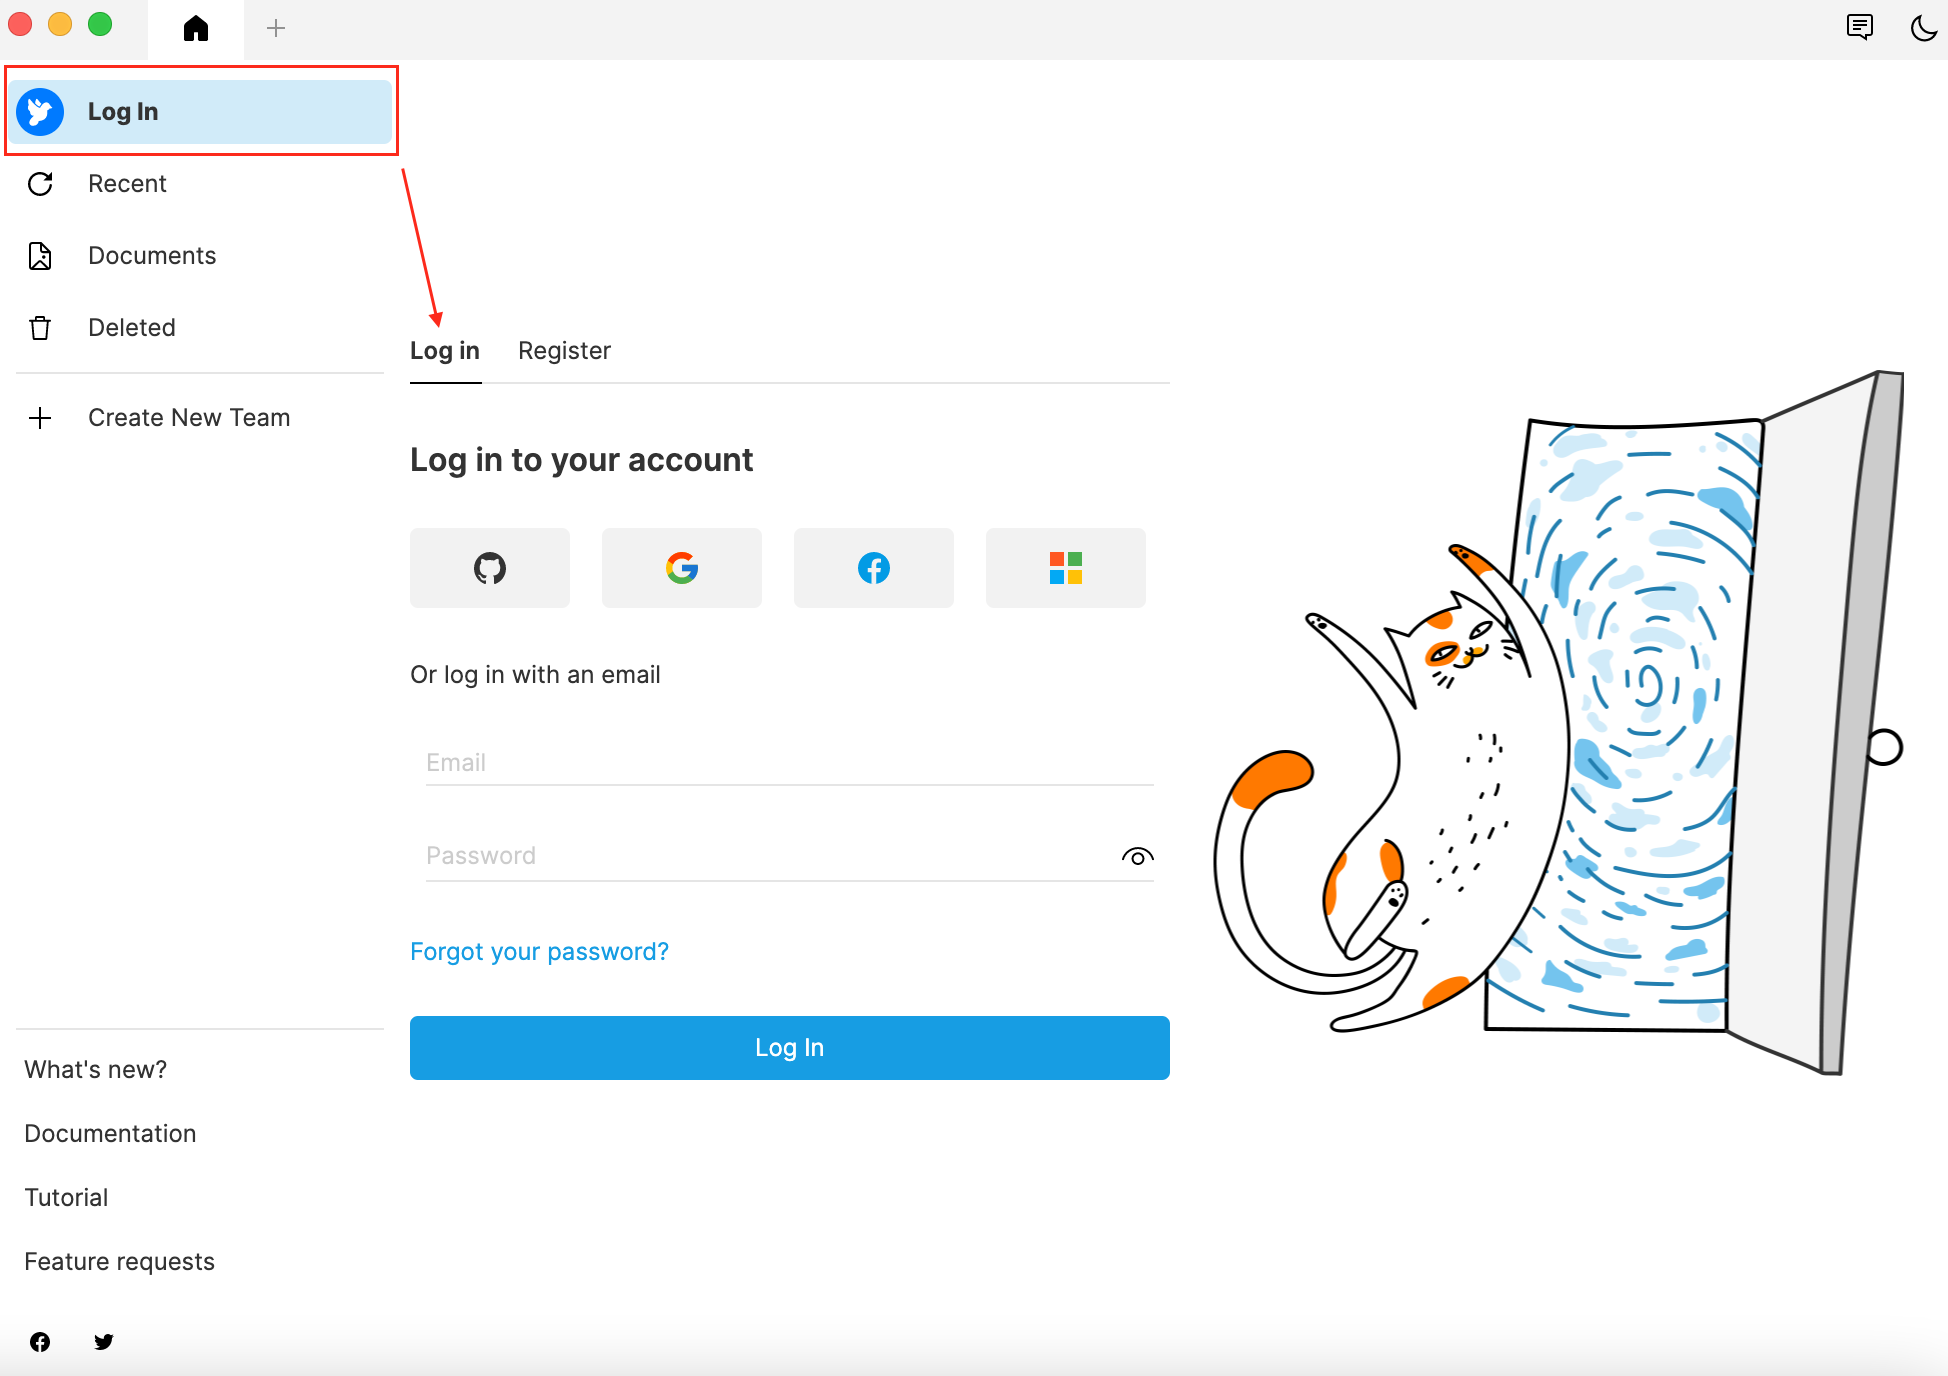 Log In
Recent
Documents
Deleted
Create New Team
Log in Register
Log in to your account
Or log in with an email
Email
Password
Forgot your password?
Log In
What's new?
Documentation
Tutorial
Feature requests